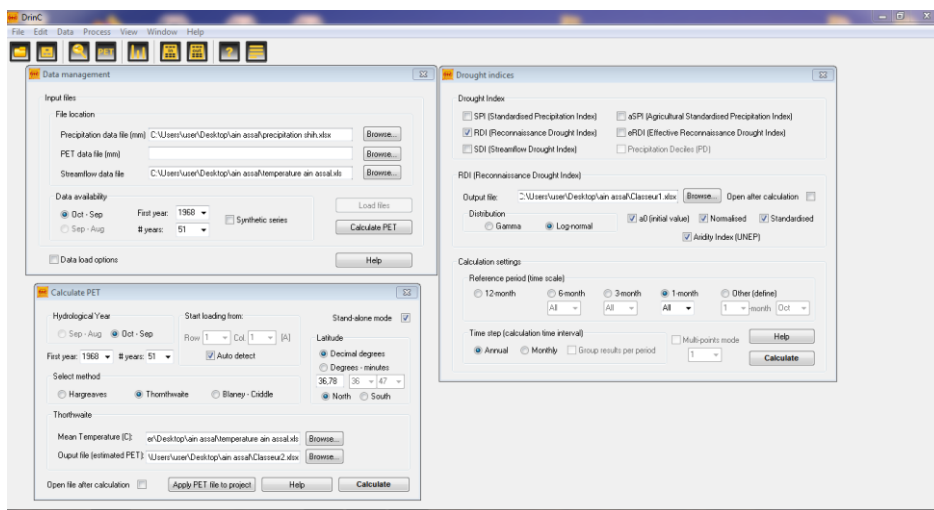 DrinC
File Edit Data Process View Window Help
PET
Data management
Input files
File location
Precipitation data file (mm) C:\Users\user\Desktop\ain assal\precipitation shih.xlsx Browse...
PET data file (mm) Browse...
Streamflow data file C:\Users\user\Desktop\ain assal\temperature ain assal.xls Browse...
Data availability
Oct - Sep
Sep - Aug
First year: 1968
# years: 51
Synthetic series
Load files
Calculate PET
Data load options
Help
Calculate PET
Hydrological Year
Sep - Aug Oct - Sep
First year: 1968 # years: 51
Start loading from:
Row 1 Col. 1 [A]
Auto detect
Stand-alone mode
Latitude
Decimal degrees
Degrees - minutes
36,78 36 47
North South
Select method
Hargreaves Thornthwaite Blaney - Criddle
Thorthwaite
Mean Temperature (C): er\Desktop\ain assal\temperature ain assal.xls Browse...
Ouput file (estimated PET): \Users\user\Desktop\ain assal\Classeur2.xlsx Browse...
Open file after calculation Apply PET file to project Help Calculate
Drought indices
Drought Index
SPI (Standardised Precipitation Index) aSPI (Agricultural Standardised Precipitation Index)
RDI (Reconnaissance Drought Index) eRDI (Effective Reconnaissance Drought Index)
SDI (Streamflow Drought Index) Precipitation Deciles (PD)
RDI (Reconnaissance Drought Index)
Output file: :\Users\user\Desktop\ain assal\Classeur1.xlsx Browse... Open after calculation
Distribution
Gamma Log-normal
a0 (initial value) Normalised Standardised
Aridity Index (UNEP)
Calculation settings
Reference period (time scale)
12-month 6-month 3-month 1-month Other (define)
All All All 1 -month Oct
Time step (calculation time interval)
Annual Monthly Group results per period
Multi-points mode
1
Help
Calculate